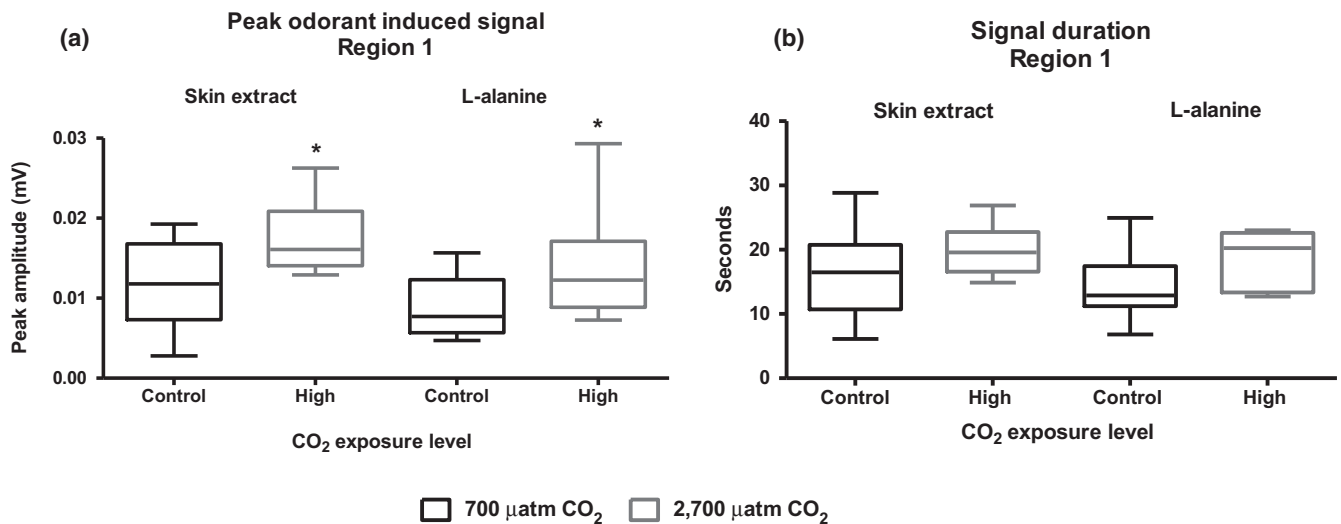 (a)
Peak odorant induced signal
Region 1
Skin extract
L-alanine
*
*
Peak amplitude (mV)
0.03
0.02
0.01
0.00
Control
High
Control
High
CO₂ exposure level
(b)
Signal duration
Region 1
Skin extract
L-alanine
Seconds
40
30
20
10
0
Control
High
Control
High
CO₂ exposure level
700 μatm CO₂
2,700 μatm CO₂